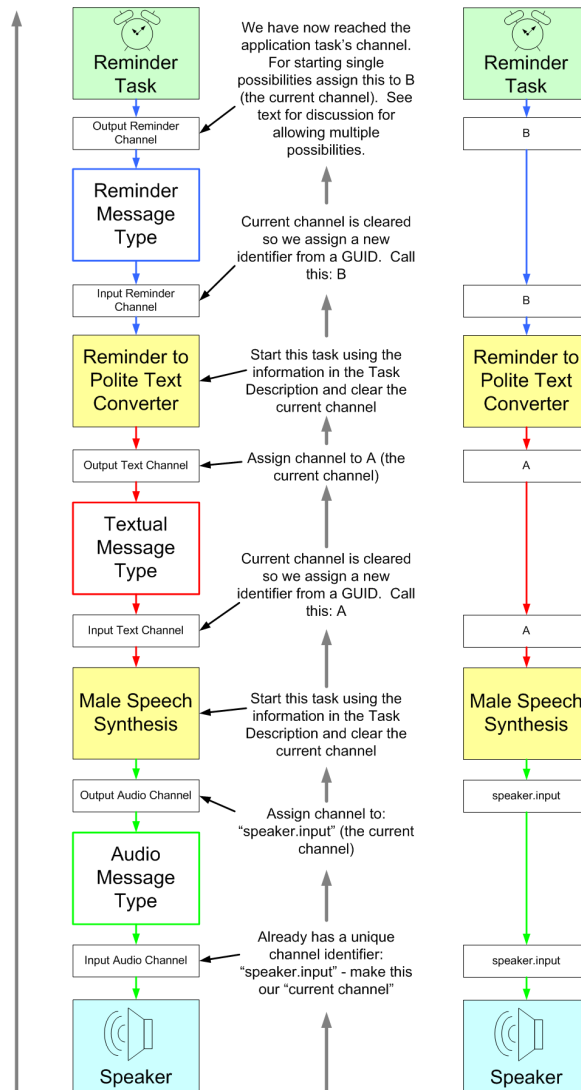 Reminder
Task
Output Reminder
Channel
Reminder
Message
Type
Input Reminder
Channel
Reminder to
Polite Text
Converter
Output Text Channel
Textual
Message
Type
Input Text Channel
Male Speech
Synthesis
Output Audio Channel
Audio
Message
Type
Input Audio Channel
Speaker
We have now reached the
application task's channel.
For starting single
possibilities assign this to B
(the current channel).  See
text for discussion for
allowing multiple
possibilities.
Current channel is cleared
so we assign a new
identifier from a GUID.  Call
this: B
Start this task using the
information in the Task
Description and clear the
current channel
Assign channel to A (the
current channel)
Current channel is cleared
so we assign a new
identifier from a GUID.  Call
this: A
Start this task using the
information in the Task
Description and clear the
current channel
Assign channel to:
“speaker.input” (the current
channel)
Already has a unique
channel identifier:
“speaker.input” - make this
our “current channel”
Reminder
Task
B
B
Reminder to
Polite Text
Converter
A
A
Male Speech
Synthesis
speaker.input
speaker.input
Speaker